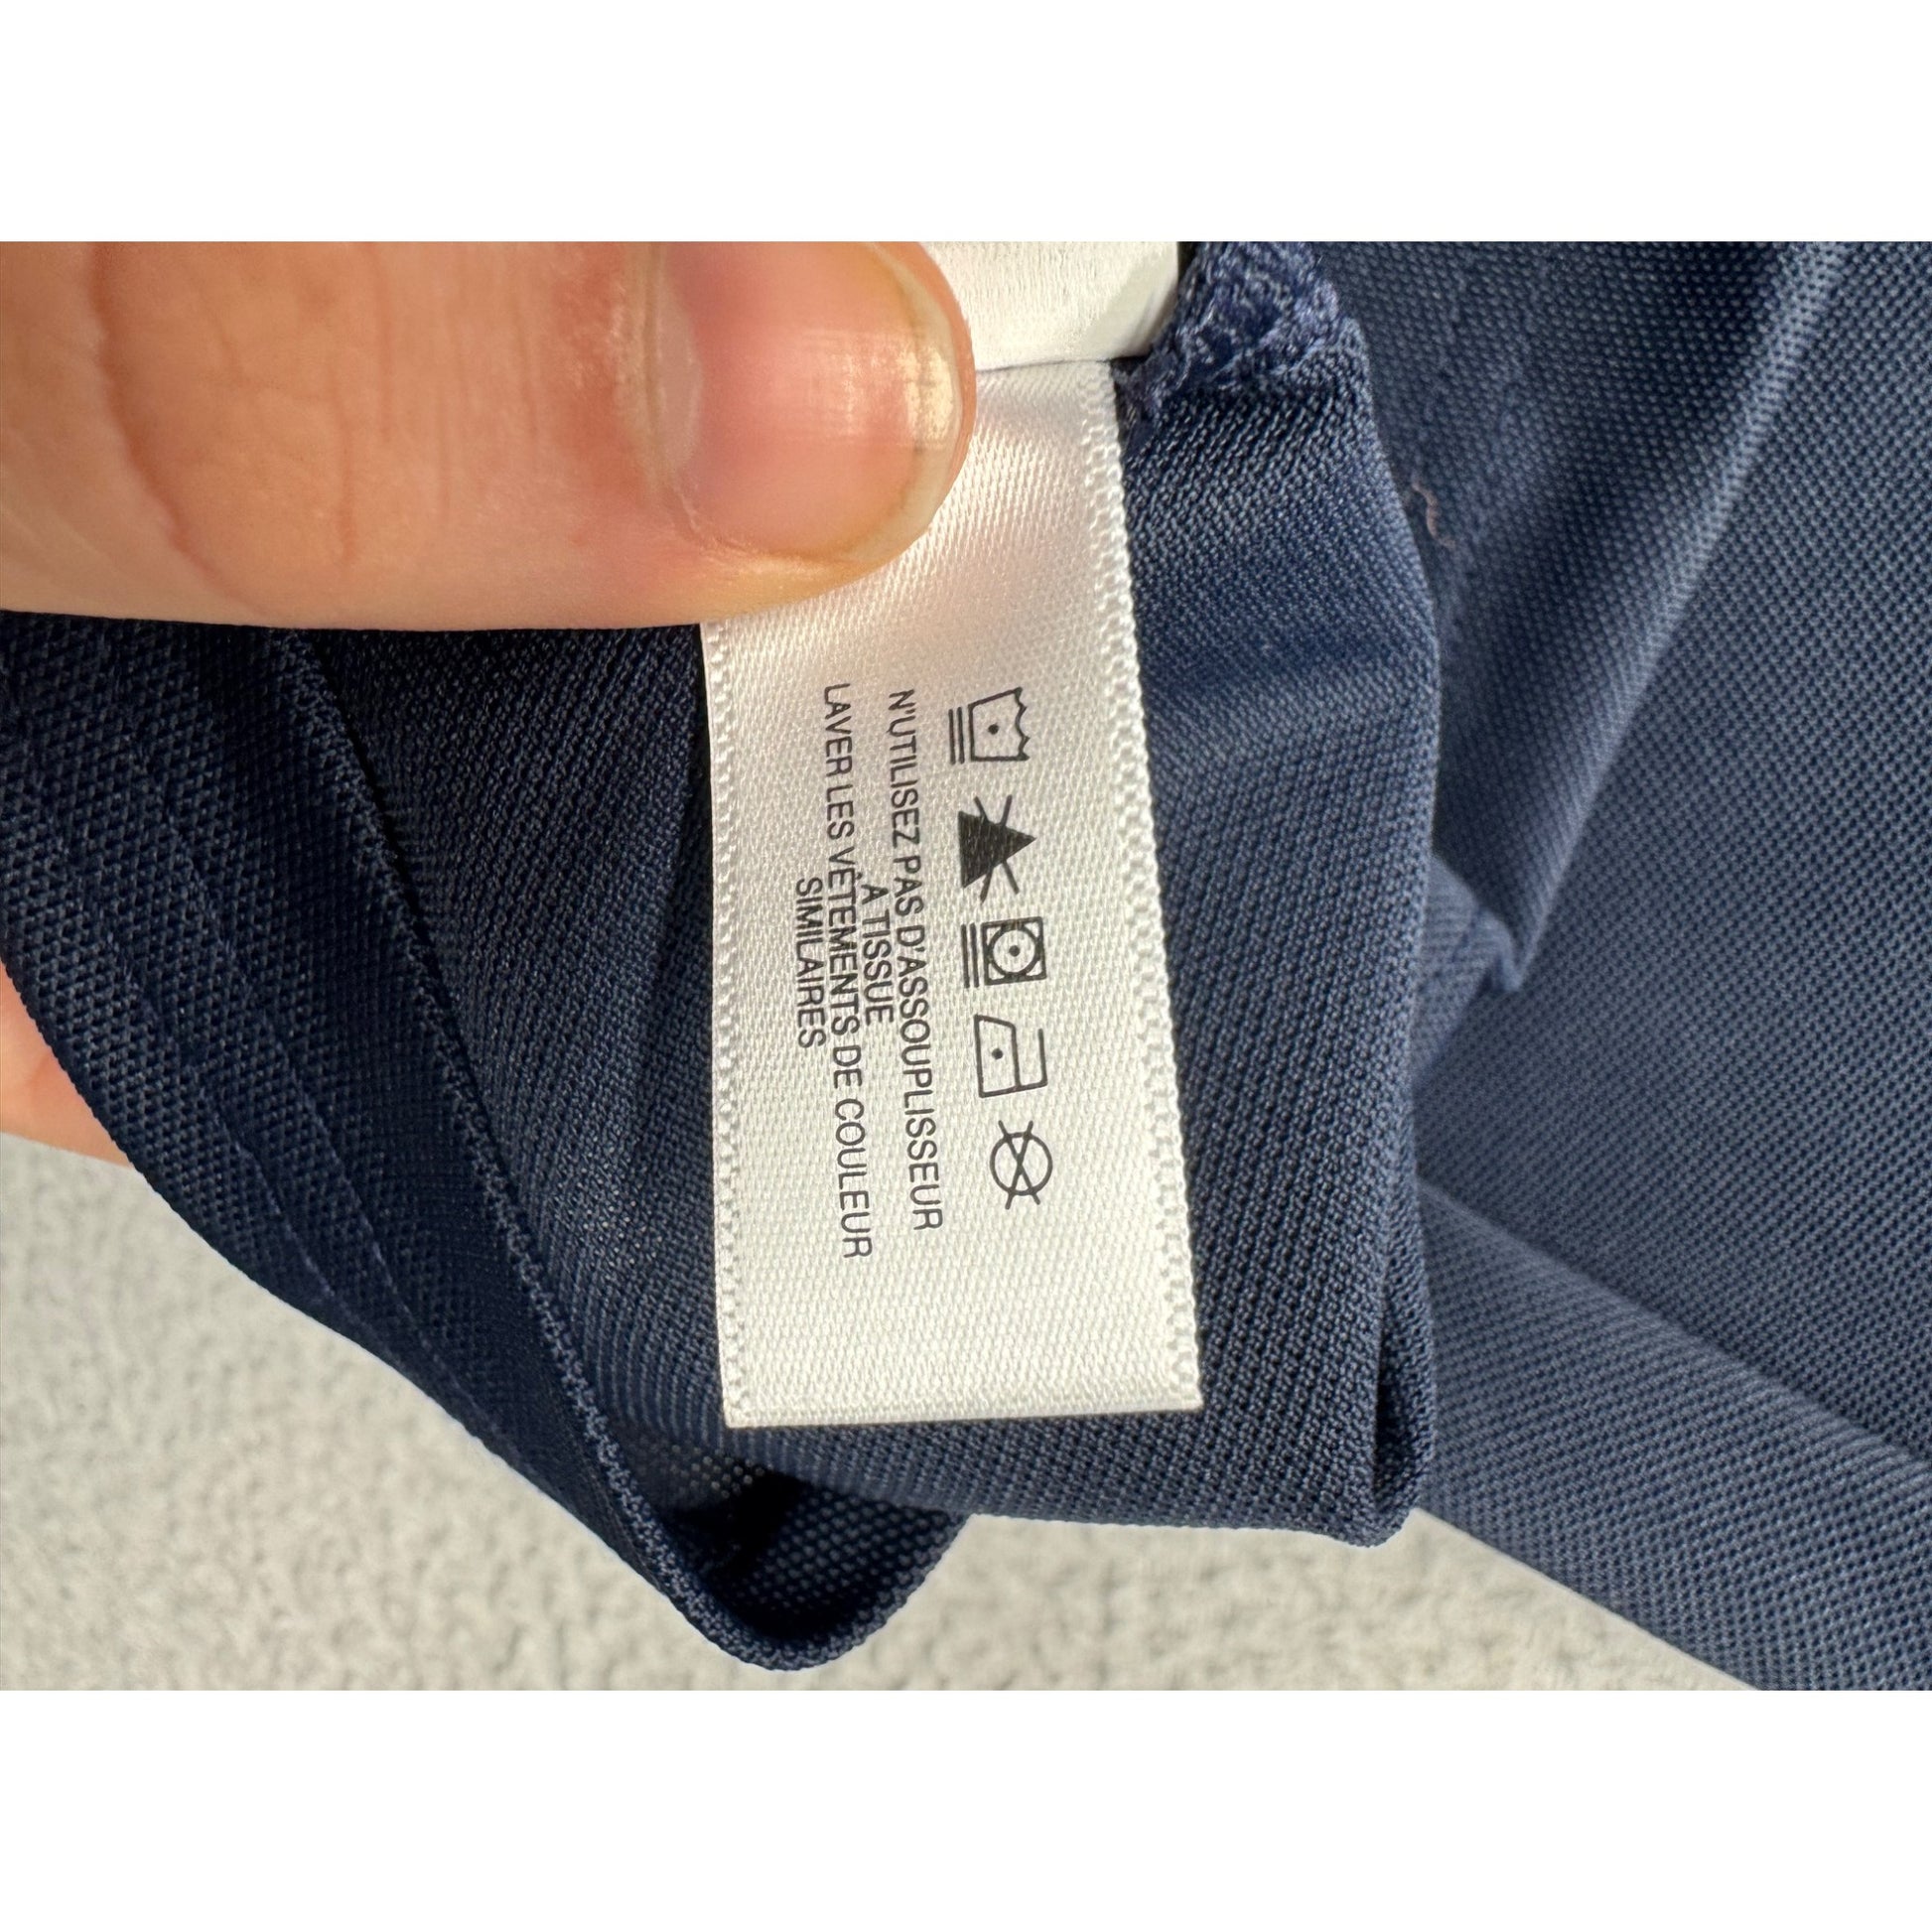 N'UTILISEZ PAS D'ASSOUPLISSEUR
À TISSUE
LAVER LES VÊTEMENTS DE COULEUR
SIMILAIRES